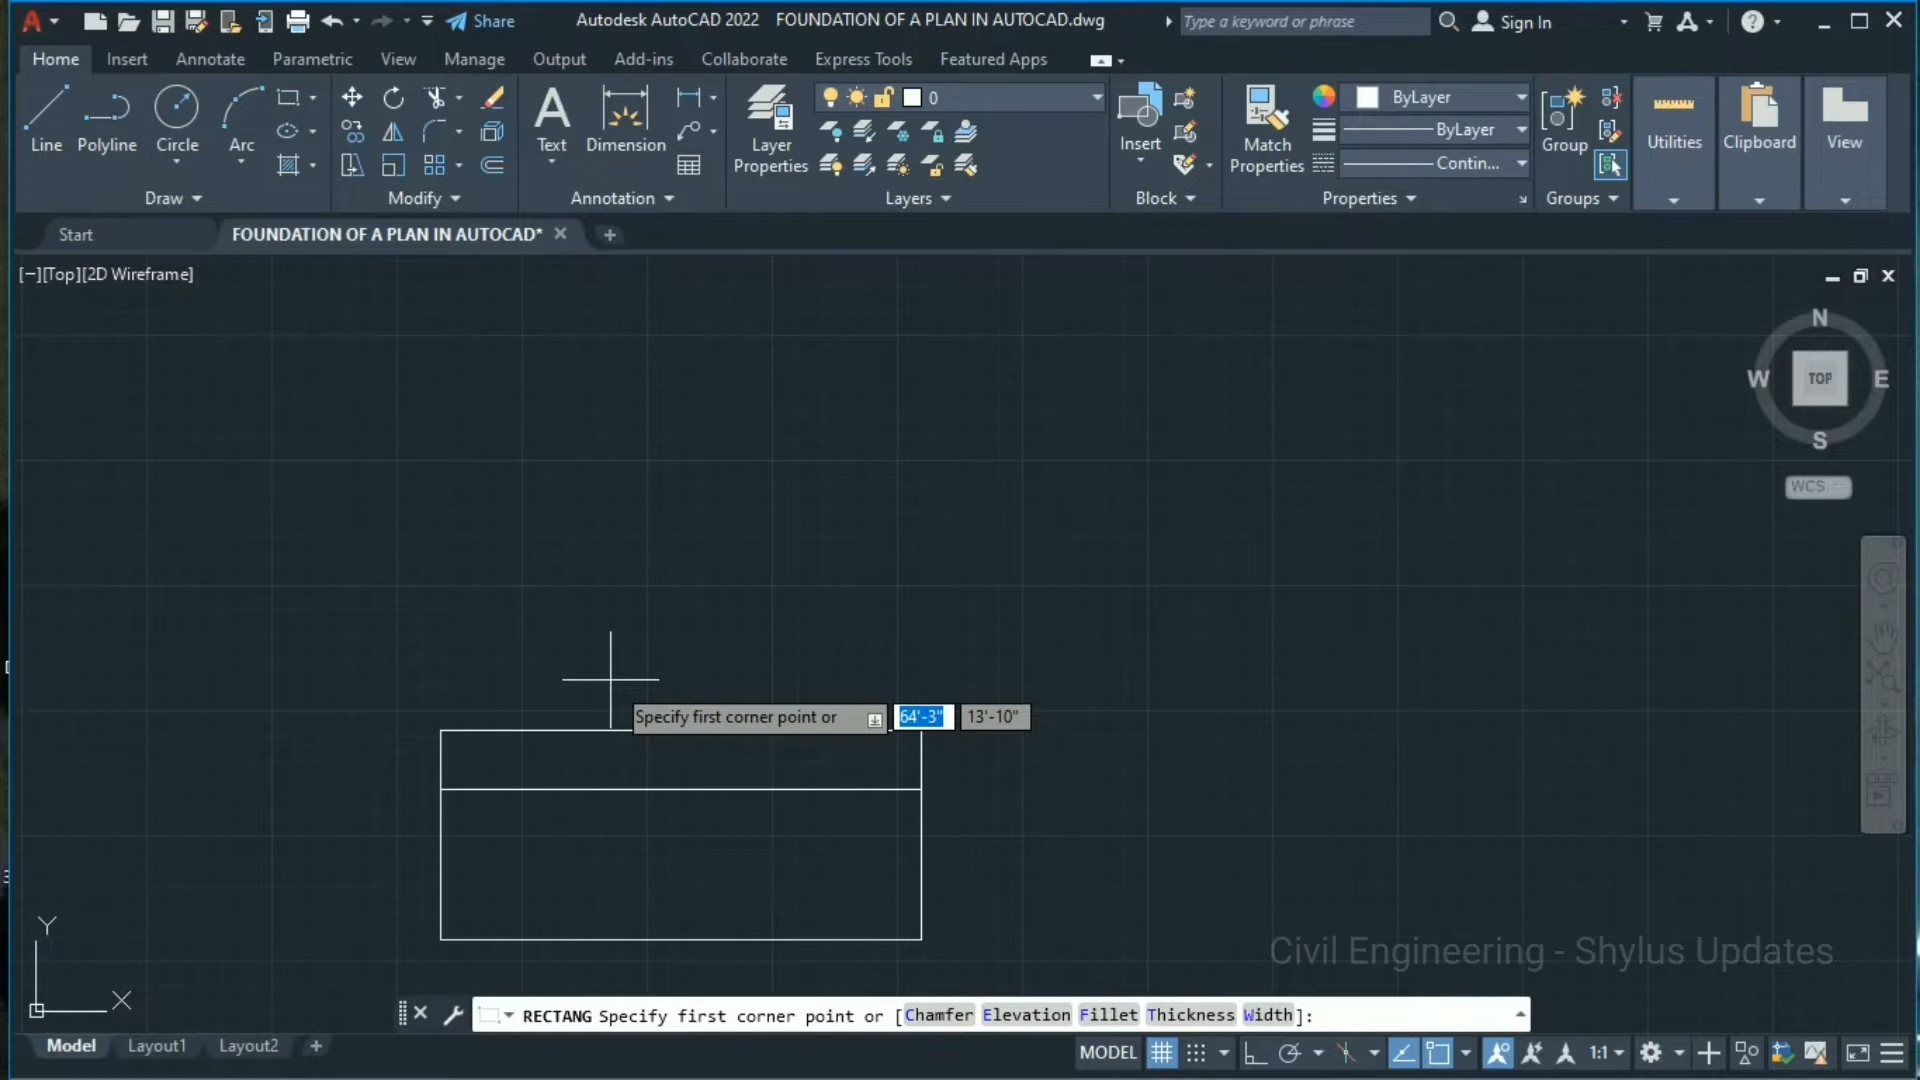 Share
Autodesk AutoCAD 2022 FOUNDATION OF A PLAN IN AUTOCAD.dwg
Type a keyword or phrase
Sign In
Home Insert Annotate Parametric View Manage Output Add-ins Collaborate Express Tools Featured Apps
0
ByLayer
ByLayer
Contin...
Line Polyline Circle Arc
Text Dimension
Layer Properties
Insert
Match Properties
Group
Utilities
Clipboard
View
Draw Modify Annotation Layers Block Properties Groups
Start
FOUNDATION OF A PLAN IN AUTOCAD*
[−][Top][2D Wireframe]
N
W TOP E
S
WCS
Specify first corner point or 64'-3" 13'-10"
Y
X
Civil Engineering - Shylus Updates
RECTANG Specify first corner point or [Chamfer Elevation Fillet Thickness Width]:
Model Layout1 Layout2
MODEL 1:1